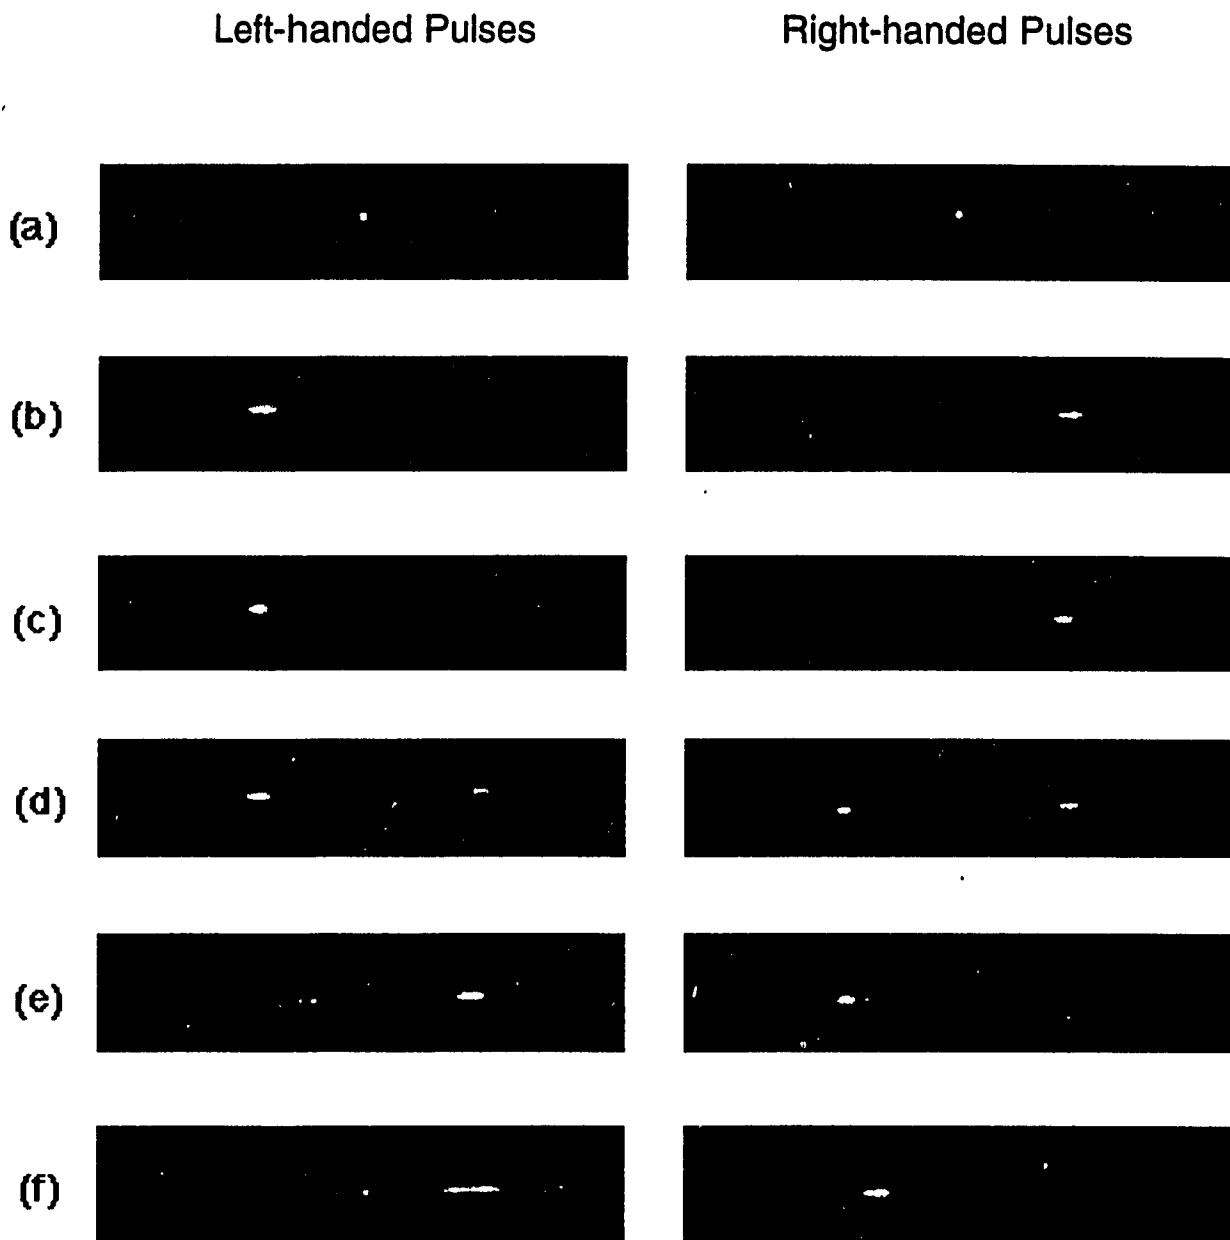 Left-handed Pulses
Right-handed Pulses
(a)
(b)
(c)
(d)
(e)
(f)